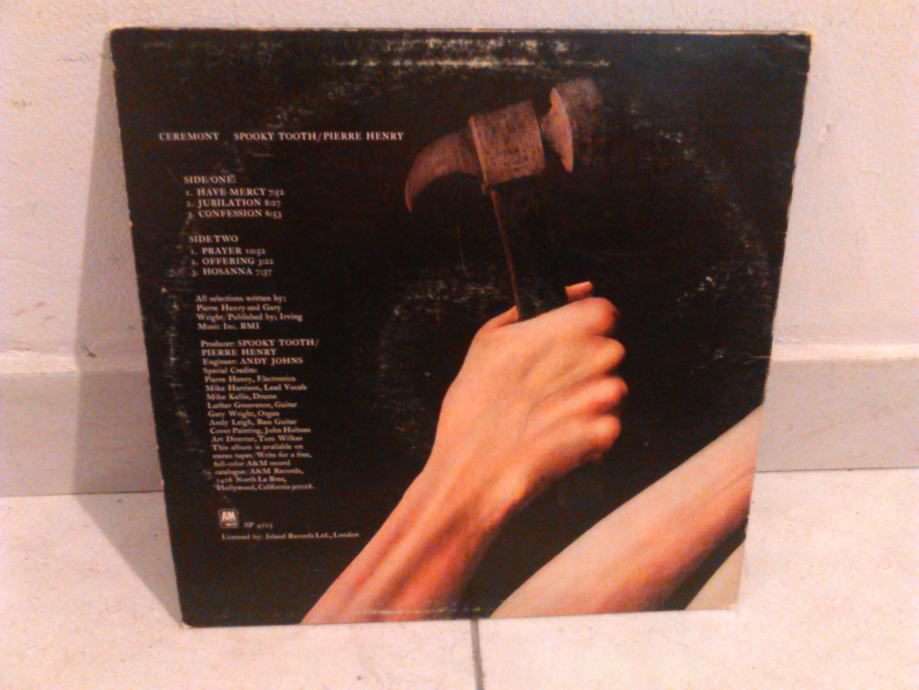 CEREMONY SPOOKY TOOTH/PIERRE HENRY
SIDE ONE:
1. HAVE MERCY 7:52
2. JUBILATION 8:27
3. CONFESSION 6:53
SIDE TWO
1. PRAYER 10:52
2. OFFERING 3:22
3. HOSANNA 7:37
All selections written by:
Pierre Henry and Gary
Wright/Published by; Irving
Music Inc. BMI
Producer: SPOOKY TOOTH/
PIERRE HENRY
Engineer: ANDY JOHNS
Special Credits:
Pierre Henry, Electronics
Mike Harrison, Lead Vocals
Mike Kellie, Drums
Luther Grosvenor, Guitar
Gary Wright, Organ
Andy Leigh, Bass Guitar
Cover Painting, John Holmes
Art Director, Tom Wilkes
This album is available on
stereo tapes/Write for a free,
full-color A&M record
catalogue/A&M Records,
1416 North La Brea,
Hollywood, California 90028.
AM
SP 4225
Licensed by: Island Records Ltd., London